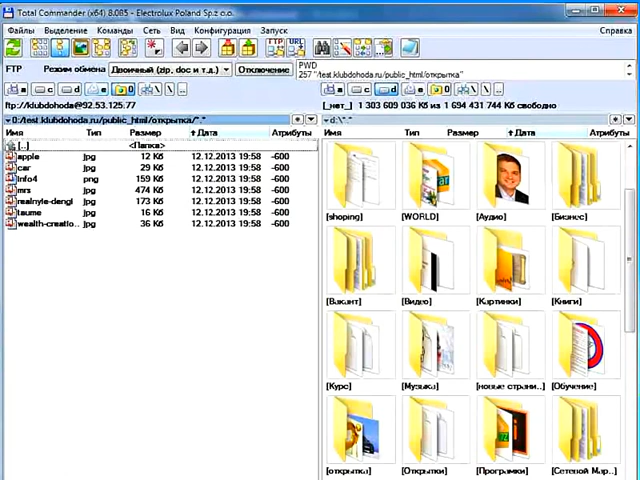 Total Commander (x64) 8.0β5 - Electrolux Poland Sp.z o.o.
Файлы Выделение Команды Сеть Вид Конфигурация Запуск Справка
FTP URL
FTP Режим обмена Двоичный (zip, doc и т.д.) Отключение PWD
257 "/test.klubdohoda.ru/public_html/открытка"
a c d e 0 \ \ .. a c d e 0 \ \ ..
ftp://klubdohoda@92.53.125.77 [_нет_] 1 303 609 036 Кб из 1 694 431 744 Кб свободно
0:/test.klubdohoda.ru/public_html/открытка/*.* d:\*.*
Имя Тип Размер Дата Атрибуты Имя Тип Размер Дата Атрибуты
[..] <Папка>
apple jpg 12 Кб 12.12.2013 19:58 -600
car jpg 29 Кб 12.12.2013 19:58 -600
info4 png 159 Кб 12.12.2013 19:58 -600
mrs jpg 474 Кб 12.12.2013 19:58 -600
realnyie-dengi jpg 173 Кб 12.12.2013 19:58 -600
taume jpg 16 Кб 12.12.2013 19:58 -600
wealth-creatio.. jpg 36 Кб 12.12.2013 19:58 -600
[shoping] [WORLD] [Аудио] [Бизнес]
[Вакант] [Видео] [Картинки] [Книги]
[Курс] [Музыка] [новые страни..] [Обучение]
[открытка] [Открытки] [Програмки] [Сетевой Мар..]